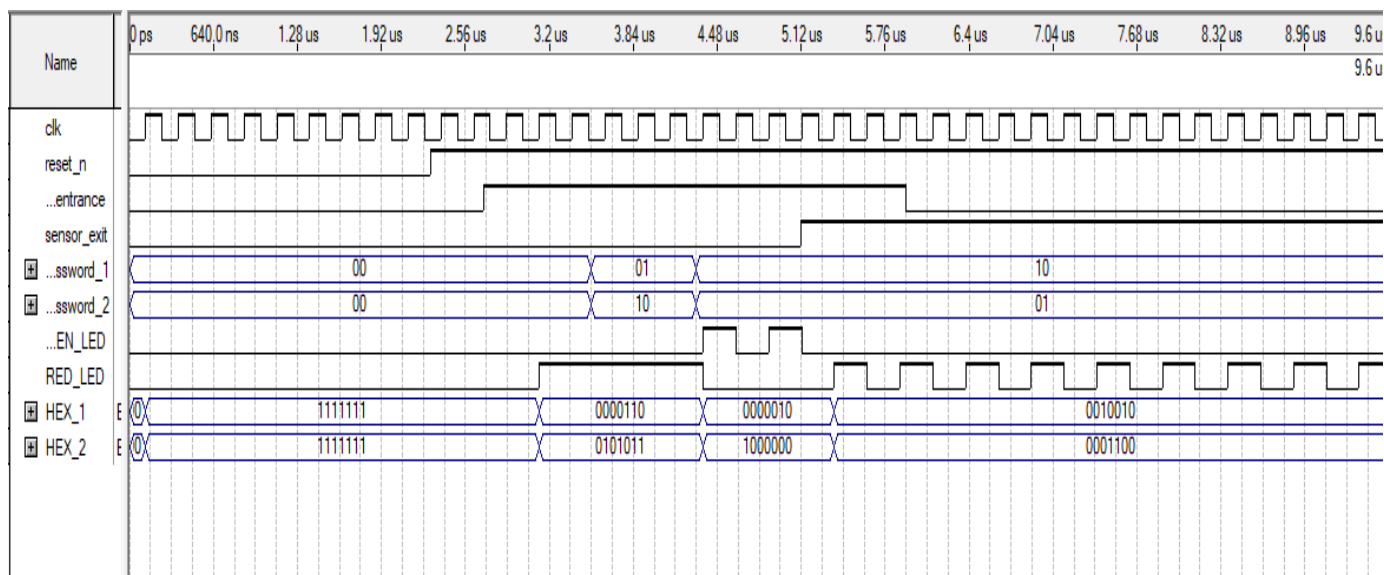 Name
0 ps 640.0 ns 1.28 us 1.92 us 2.56 us 3.2 us 3.84 us 4.48 us 5.12 us 5.76 us 6.4 us 7.04 us 7.68 us 8.32 us 8.96 us 9.6 u
9.6 u
clk
reset_n
...entrance
sensor_exit
...ssword_1 00 01 10
...ssword_2 00 10 01
...EN_LED
RED_LED
HEX_1 E 0 1111111 0000110 0000010 0010010
HEX_2 E 0 1111111 0101011 1000000 0001100